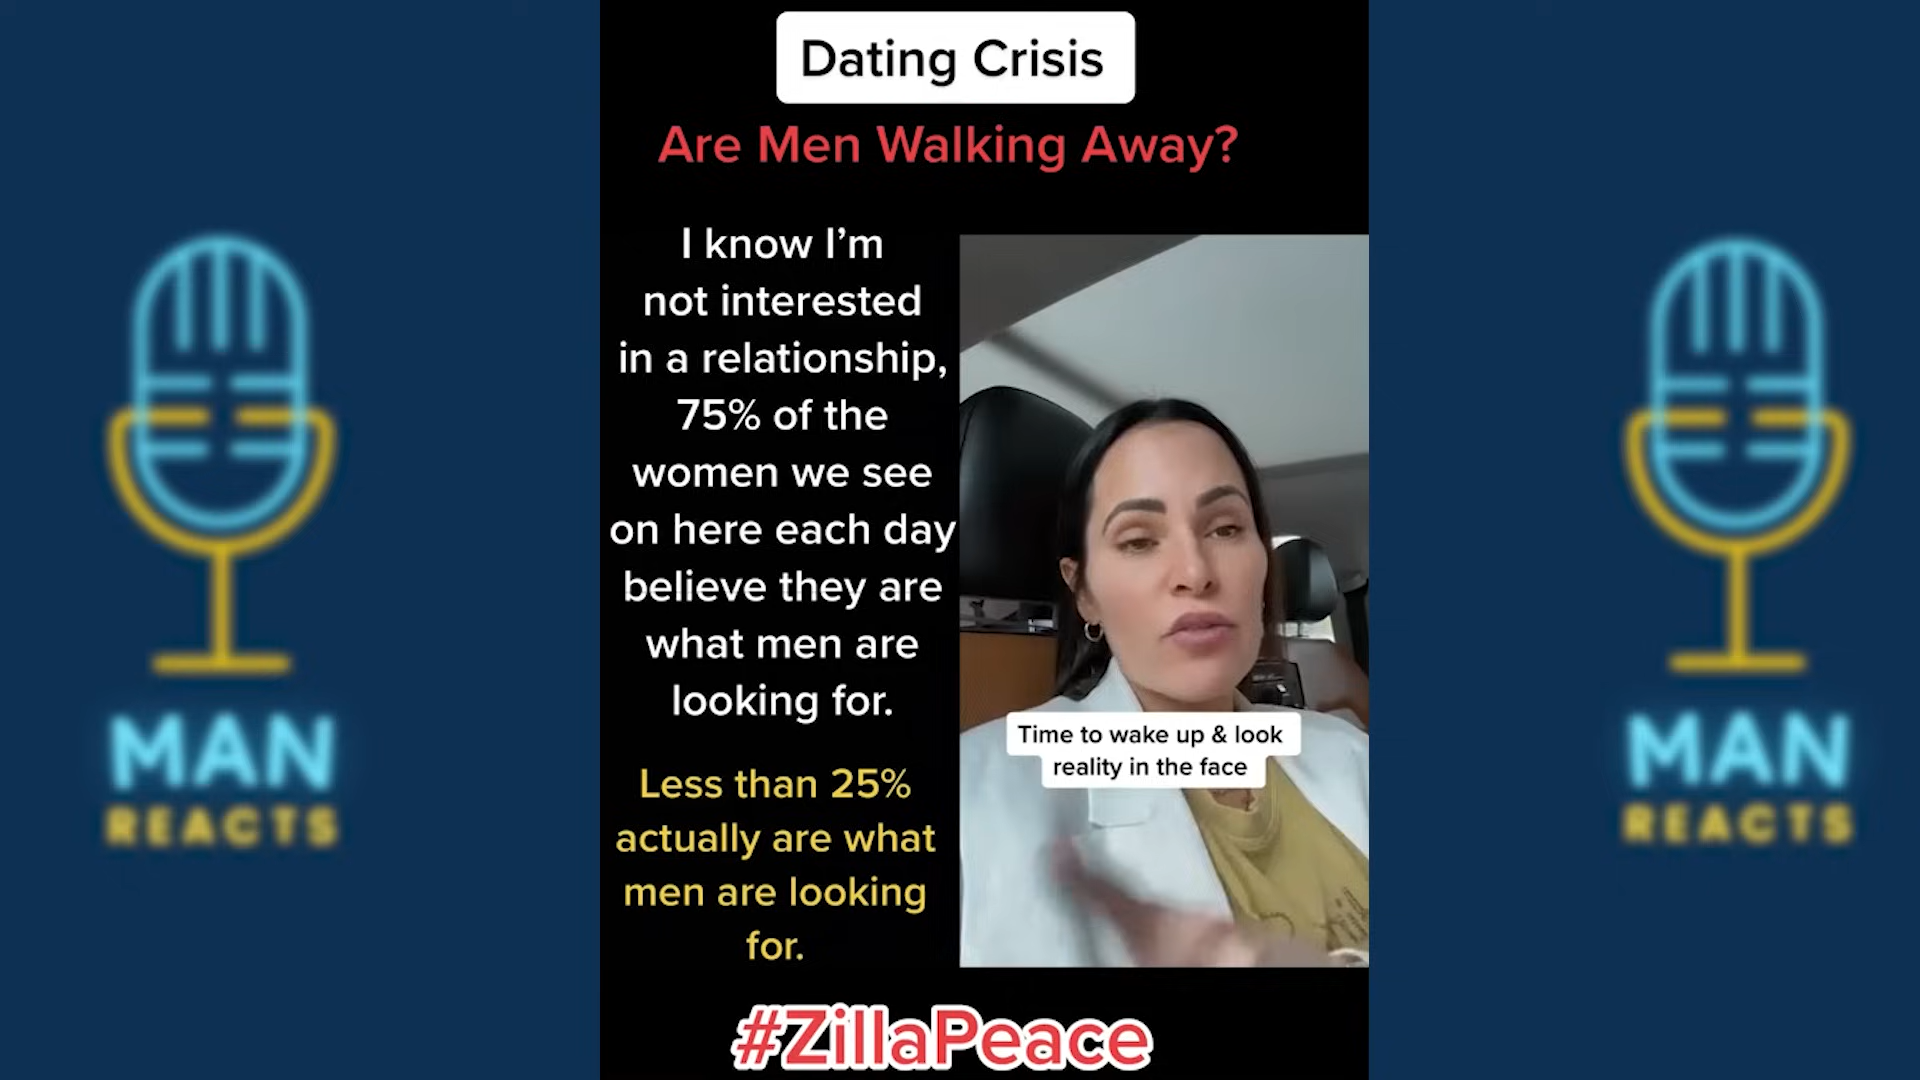 Dating Crisis
Are Men Walking Away?
I know I’m
not interested
in a relationship,
75% of the
women we see
on here each day
believe they are
what men are
looking for.
Less than 25%
actually are what
men are looking
for.
Time to wake up & look
reality in the face
#ZillaPeace
MAN
REACTS
MAN
REACTS